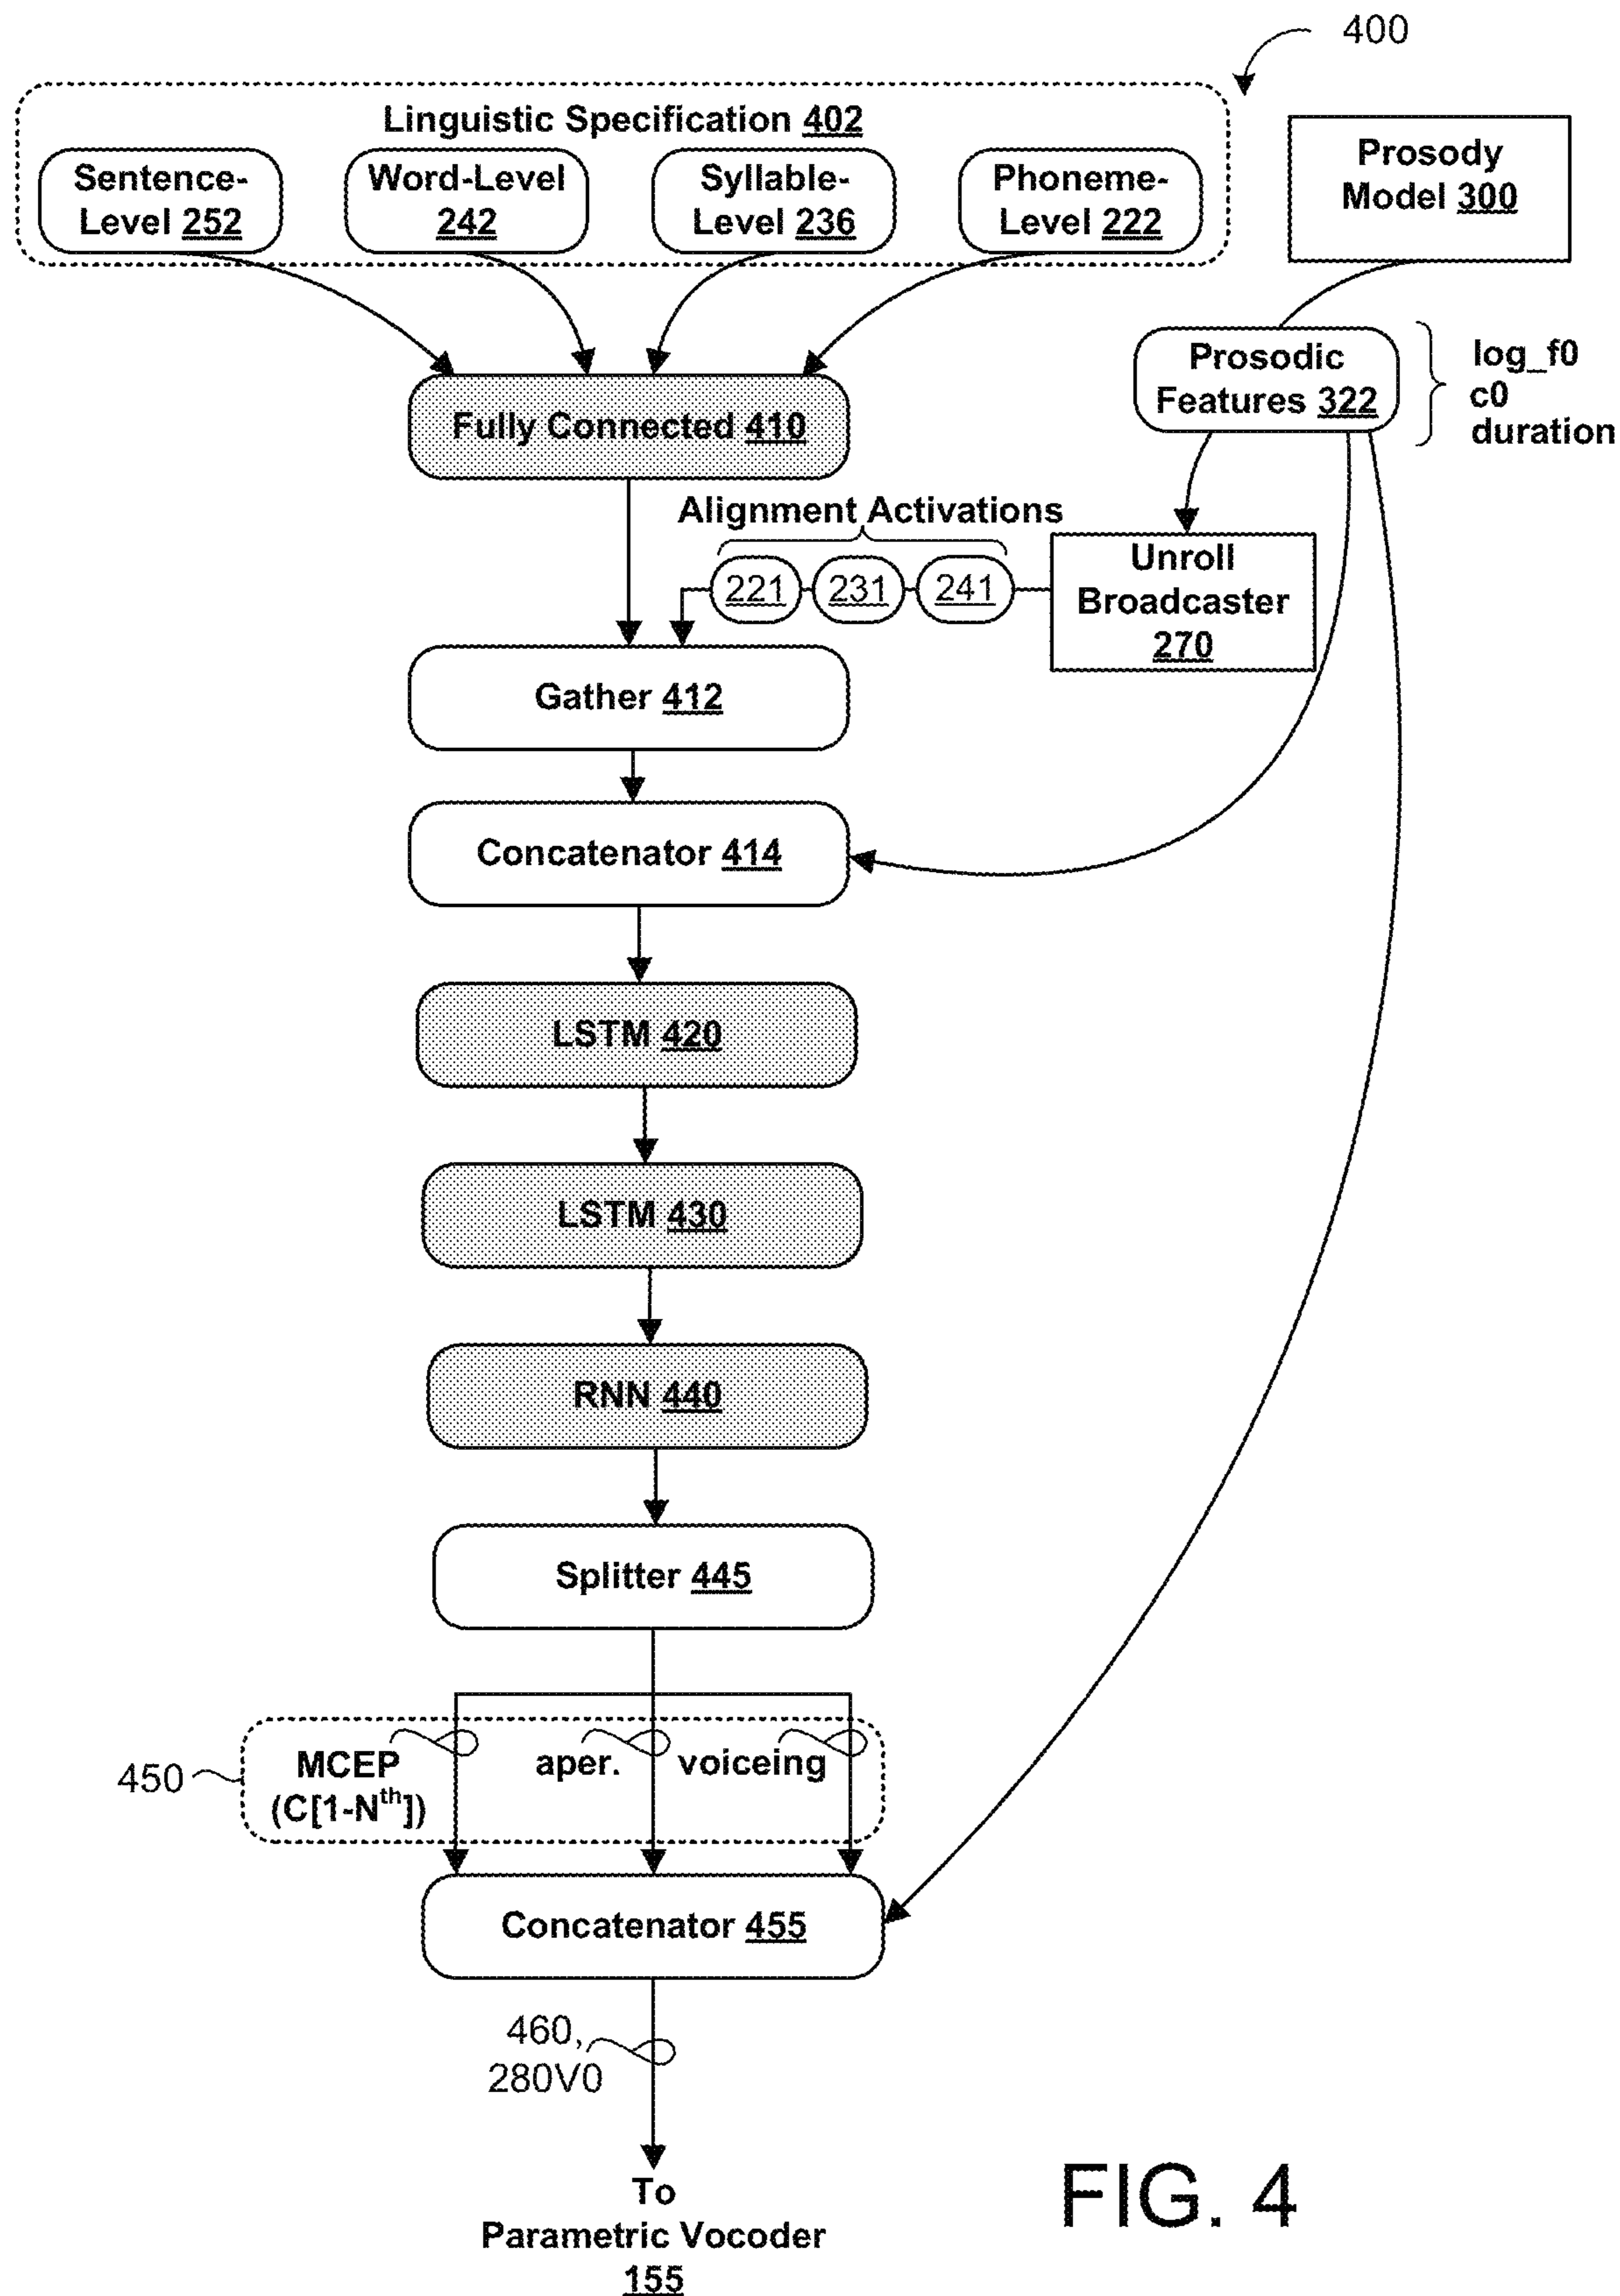 400
Linguistic Specification 402
Sentence-
Level 252
Word-Level
242
Syllable-
Level 236
Phoneme-
Level 222
Prosody
Model 300
Prosodic
Features 322
log_f0
c0
duration
Fully Connected 410
Alignment Activations
221
231
241
Unroll
Broadcaster
270
Gather 412
Concatenator 414
LSTM 420
LSTM 430
RNN 440
Splitter 445
450
MCEP
(C[1-Nth])
aper.
voiceing
Concatenator 455
460,
280V0
To
Parametric Vocoder
155
FIG. 4